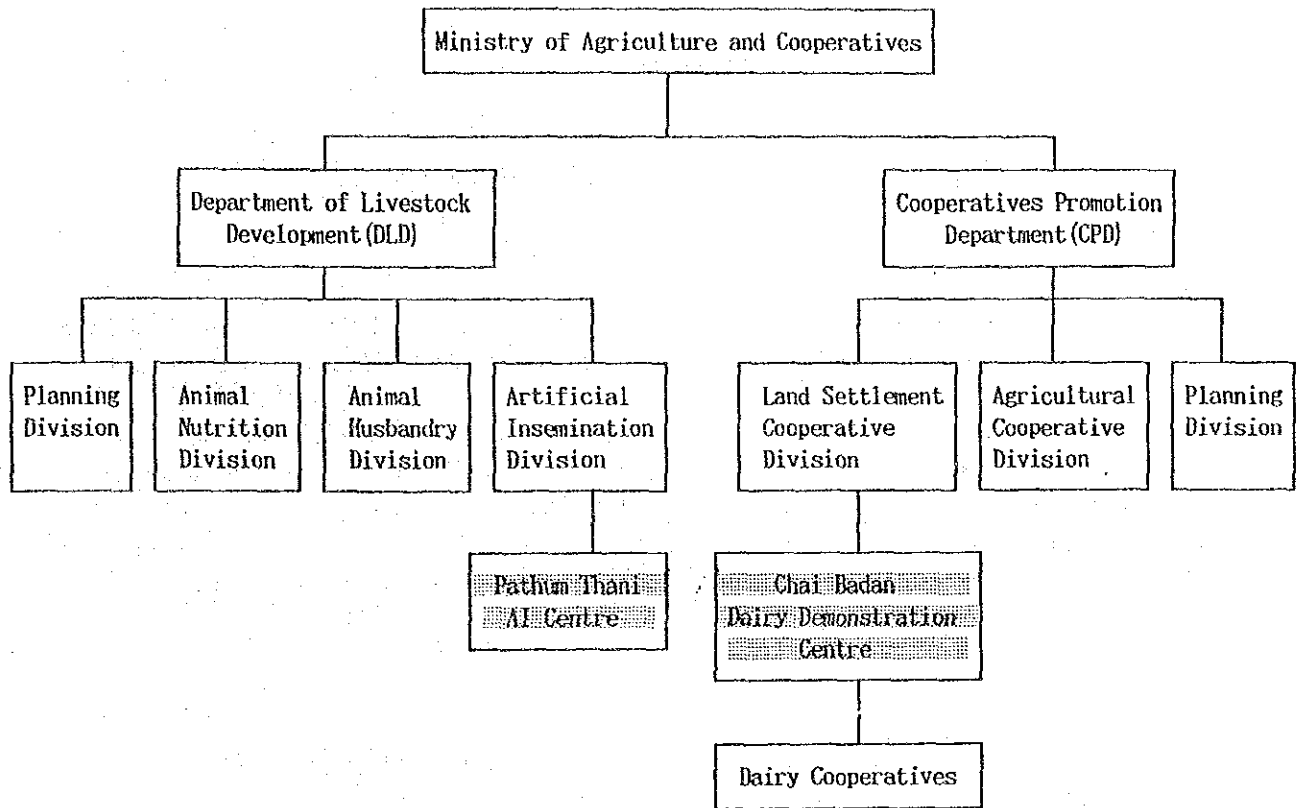 Ministry of Agriculture and Cooperatives
Department of Livestock
Development(DLD)
Cooperatives Promotion
Department(CPD)
Planning
Division
Animal
Nutrition
Division
Animal
Husbandry
Division
Artificial
Insemination
Division
Land Settlement
Cooperative
Division
Agricultural
Cooperative
Division
Planning
Division
Pathum Thani
AI Centre
Chai Badan
Dairy Demonstration
Centre
Dairy Cooperatives